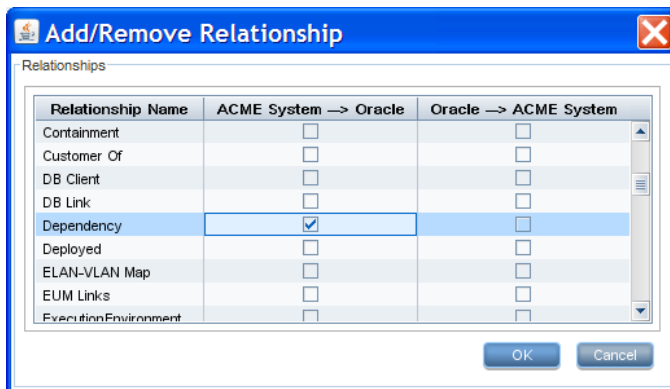 Add/Remove Relationship
Relationships
Relationship Name ACME System --> Oracle Oracle --> ACME System
Containment
Customer Of
DB Client
DB Link
Dependency
Deployed
ELAN-VLAN Map
EUM Links
ExecutionEnvironment
OK Cancel